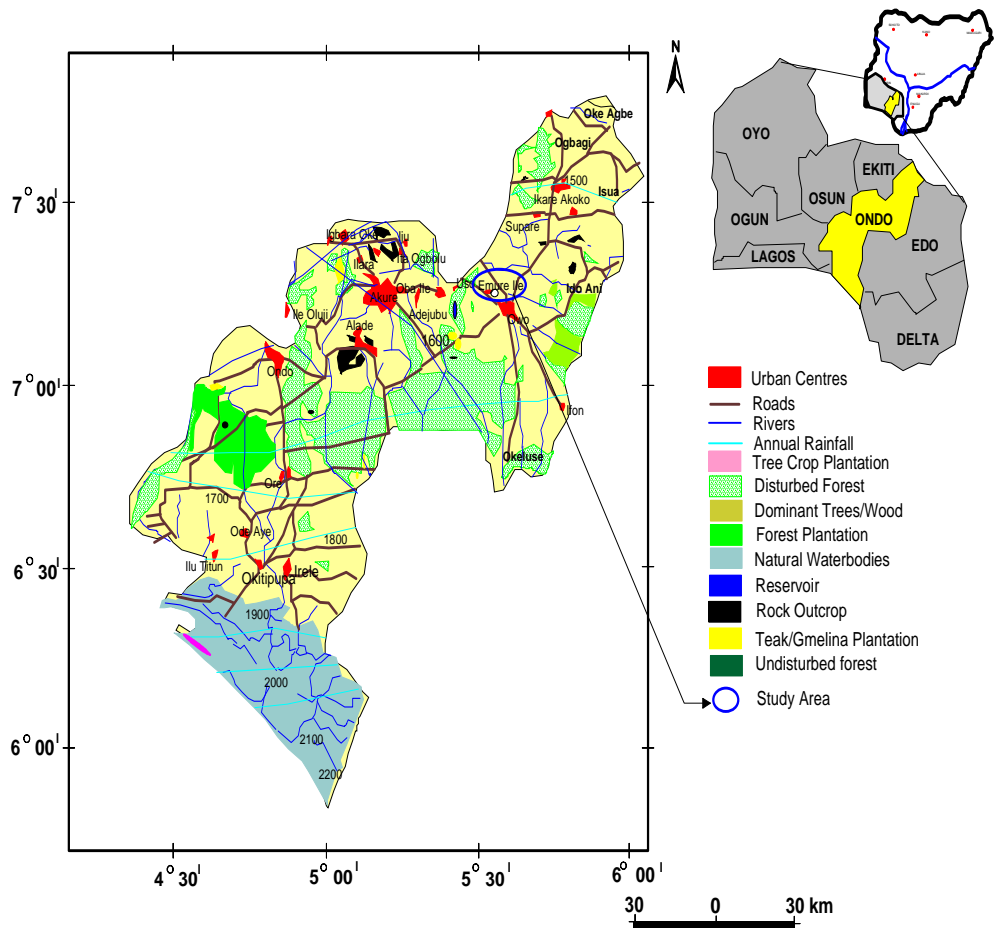 N
7° 30'
7° 00'
6° 30'
6° 00'
4° 30'
5° 00'
5° 30'
6° 00'
Oke Agbe
Ogbagi
1500
Isua
Ikare Akoko
Supare
Igbara Oke
Iju
Ita Ogbolu
Ilara
Oba Ile
Uso
Emure Ile
Ido Ani
Akure
Ile Oluji
Adejubu
Owo
Alade
1600
Ondo
Ifon
Okeluse
Ore
1700
Ode Aye
1800
Ilu Titun
Okitipupa
Irele
1900
2000
2100
2200
OYO
EKITI
OSUN
OGUN
ONDO
EDO
LAGOS
DELTA
Urban Centres
Roads
Rivers
Annual Rainfall
Tree Crop Plantation
Disturbed Forest
Dominant Trees/Wood
Forest Plantation
Natural Waterbodies
Reservoir
Rock Outcrop
Teak/Gmelina Plantation
Undisturbed forest
Study Area
30 0 30 km